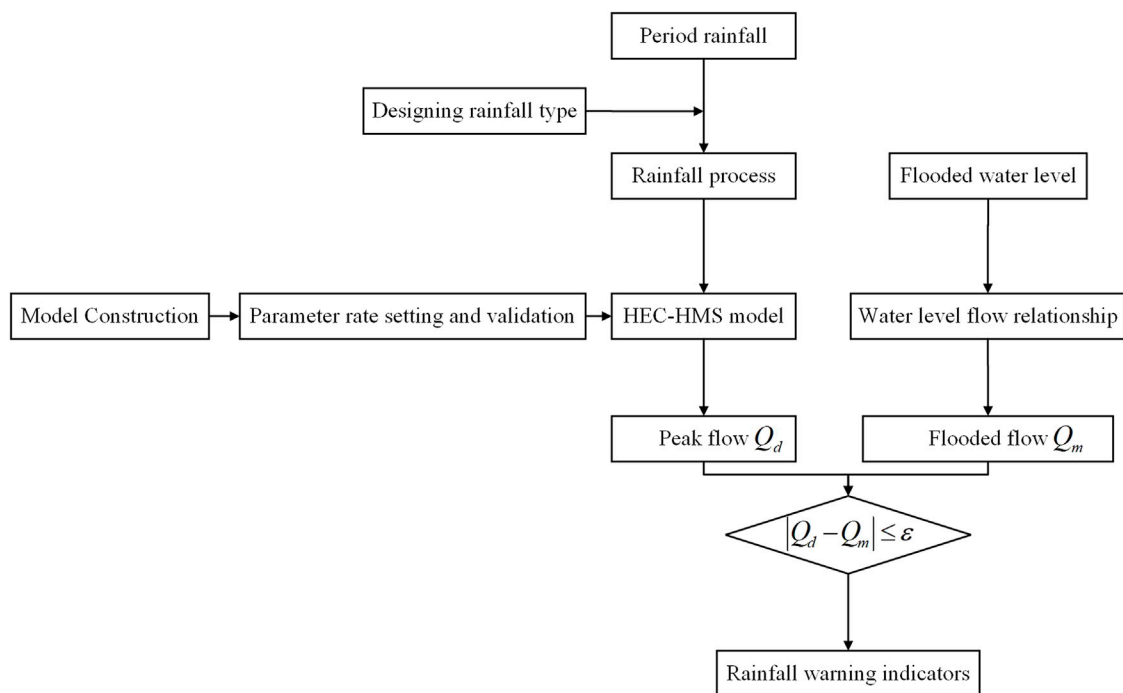 Period rainfall
Designing rainfall type
Rainfall process
Flooded water level
Model Construction
Parameter rate setting and validation
HEC-HMS model
Water level flow relationship
Peak flow Q_d
Flooded flow Q_m
|Q_d − Q_m| ≤ ε
Rainfall warning indicators